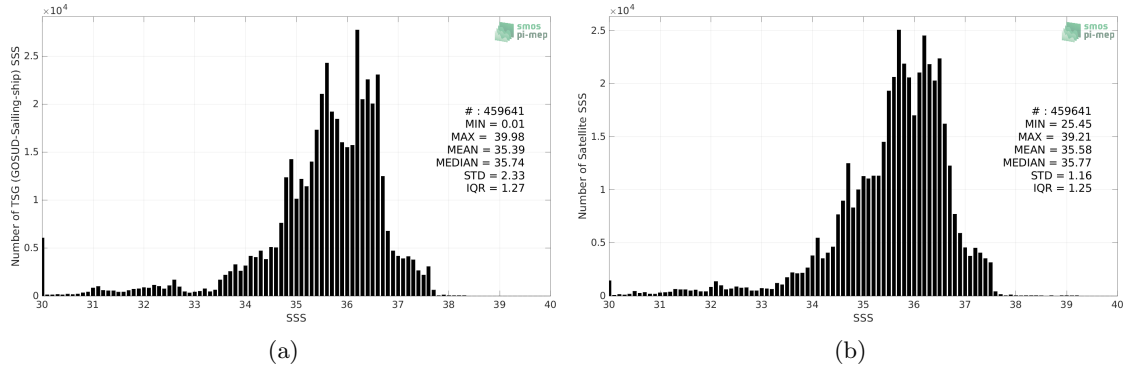 ×10⁴
smos
pi-mep
Number of TSG (GOSUD-Sailing-ship) SSS
2.5
2
1.5
1
0.5
0
# : 459641
MIN = 0.01
MAX = 39.98
MEAN = 35.39
MEDIAN = 35.74
STD = 2.33
IQR = 1.27
30 31 32 33 34 35 36 37 38 39 40
SSS
(a)
×10⁴
smos
pi-mep
Number of Satellite SSS
2.5
2
1.5
1
0.5
0
# : 459641
MIN = 25.45
MAX = 39.21
MEAN = 35.58
MEDIAN = 35.77
STD = 1.16
IQR = 1.25
30 31 32 33 34 35 36 37 38 39 40
SSS
(b)